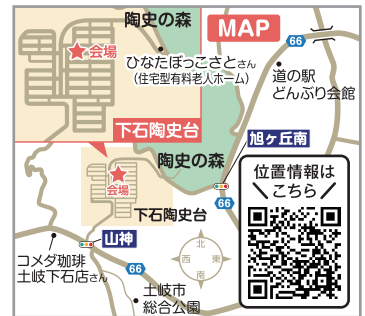 陶史の森
MAP
66
会場
ひなたぼっこさとさん
（住宅型有料老人ホーム）
道の駅
どんぶり会館
下石陶史台
旭ヶ丘南
陶史の森
位置情報は
こちら
会場
下石陶史台
66
山神
北
西 東
南
コメダ珈琲
土岐下石店さん
66
土岐市
総合公園